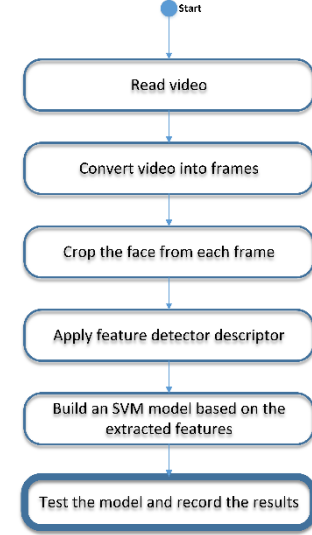 Start
Read video
Convert video into frames
Crop the face from each frame
Apply feature detector descriptor
Build an SVM model based on the
extracted features
Test the model and record the results